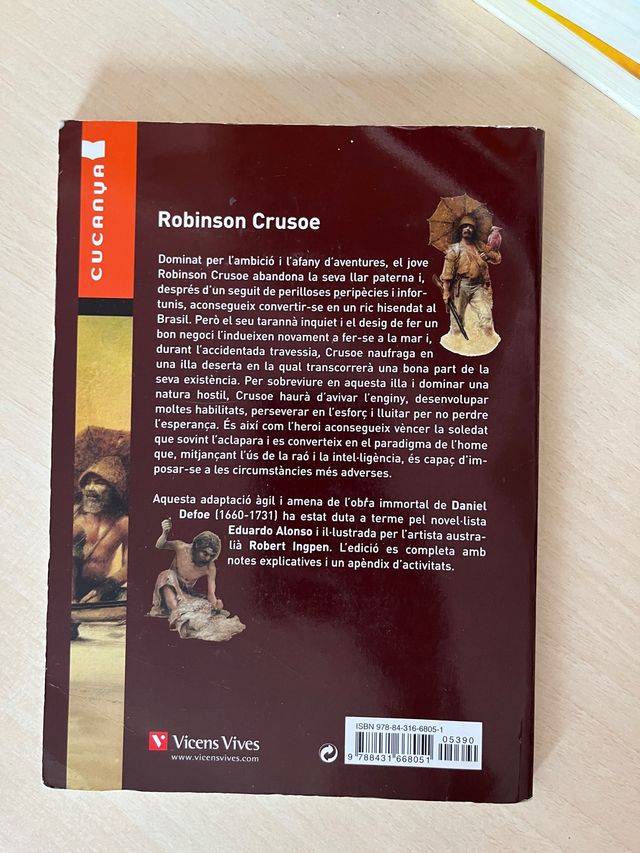 CUCANYA
Robinson Crusoe
Dominat per l'ambició i l'afany d'aventures, el jove
Robinson Crusoe abandona la seva llar paterna i,
després d'un seguit de perilloses peripècies i infor-
tunis, aconsegueix convertir-se en un ric hisendat al
Brasil. Però el seu tarannà inquiet i el desig de fer un
bon negoci l'indueixen novament a fer-se a la mar i,
durant l'accidentada travessia, Crusoe naufraga en
una illa deserta en la qual transcorrerà una bona part de la
seva existència. Per sobreviure en aquesta illa i dominar una
natura hostil, Crusoe haurà d'avivar l'enginy, desenvolupar
moltes habilitats, perseverar en l'esforç i lluitar per no perdre
l'esperança. És així com l'heroi aconsegueix vèncer la soledat
que sovint l'aclapara i es converteix en el paradigma de l'home
que, mitjançant l'ús de la raó i la intel·ligència, és capaç d'im-
posar-se a les circumstàncies més adverses.
Aquesta adaptació àgil i amena de l'obra immortal de Daniel
Defoe (1660-1731) ha estat duta a terme pel novel·lista
Eduardo Alonso i il·lustrada per l'artista austra-
lià Robert Ingpen. L'edició es completa amb
notes explicatives i un apèndix d'activitats.
Vicens Vives
www.vicensvives.com
ISBN 978-84-316-6805-1
05390
9 788431 668051